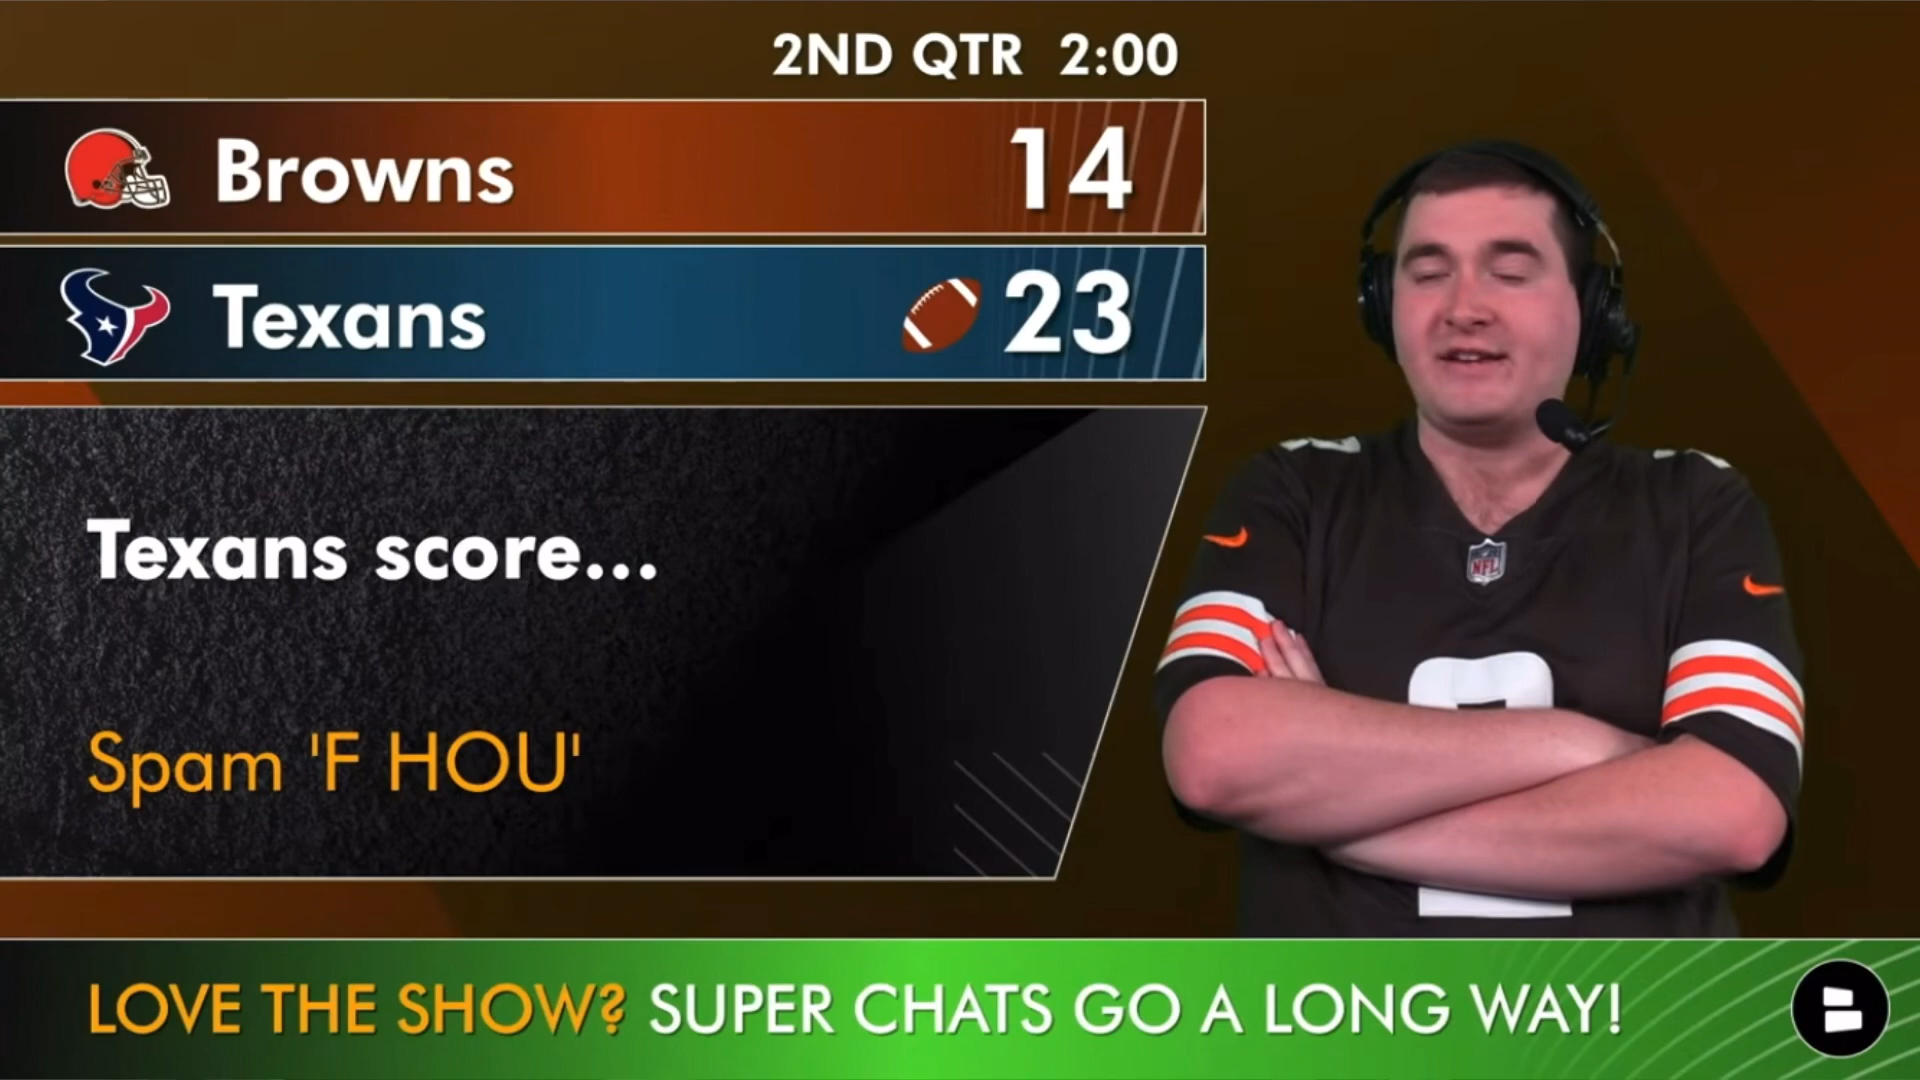 2ND QTR 2:00
Browns 14
Texans 23
Texans score...
Spam 'F HOU'
NFL
LOVE THE SHOW? SUPER CHATS GO A LONG WAY!